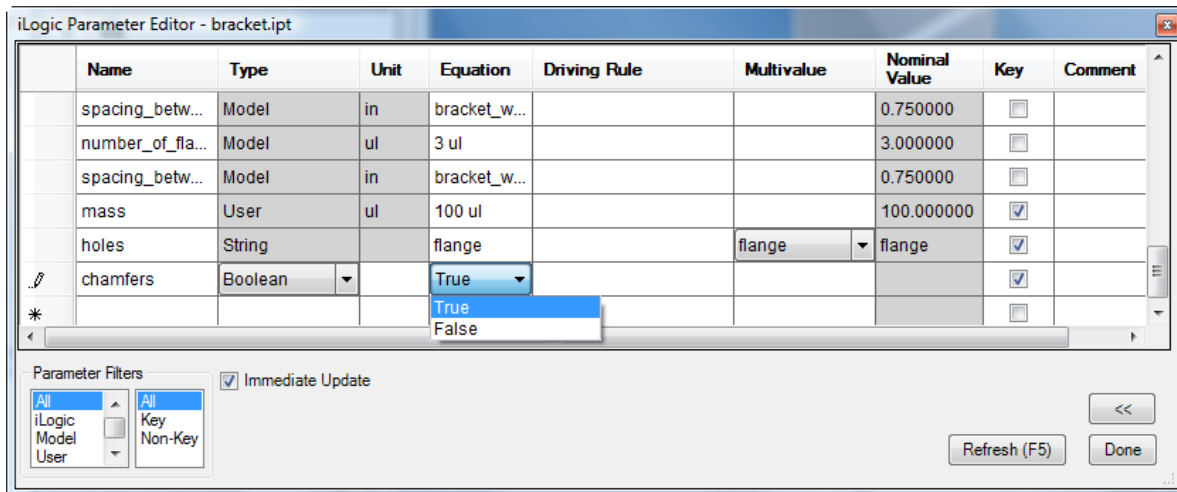 iLogic Parameter Editor - bracket.ipt
Name Type Unit Equation Driving Rule Multivalue Nominal Value Key Comment
spacing_betw... Model in bracket_w... 0.750000
number_of_fla... Model ul 3 ul 3.000000
spacing_betw... Model in bracket_w... 0.750000
mass User ul 100 ul 100.000000
holes String flange flange flange
chamfers Boolean True
True
False
Parameter Filters
Immediate Update
All All
iLogic Key
Model Non-Key
User
<<
Refresh (F5) Done